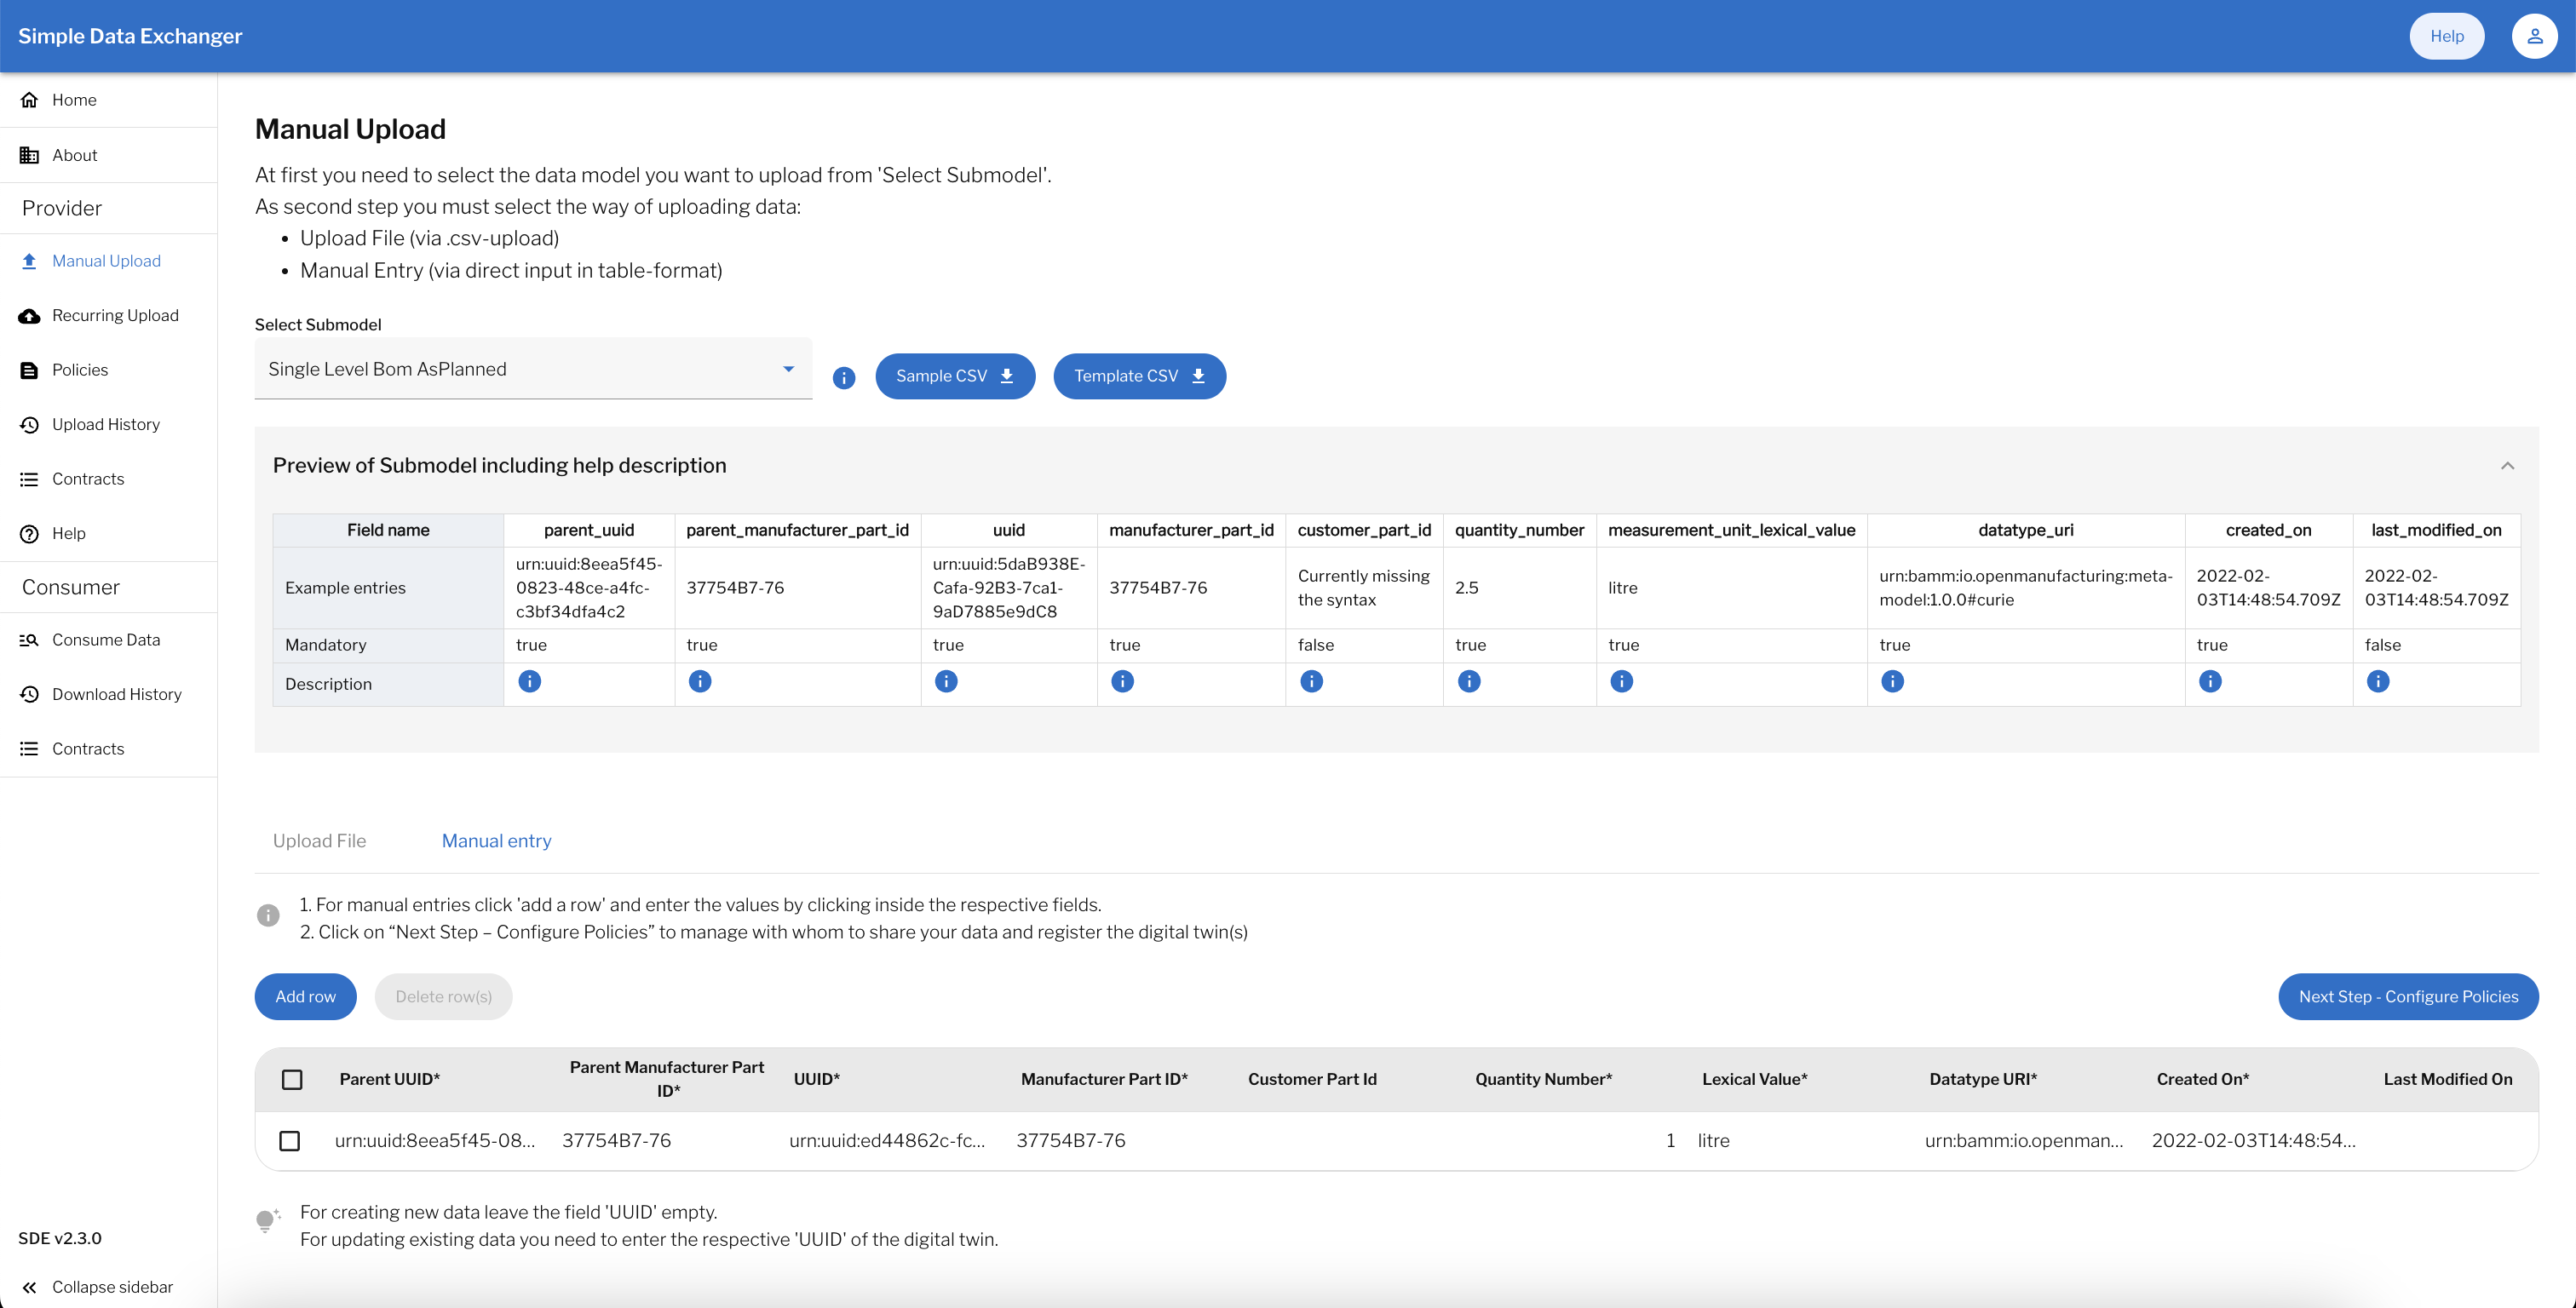 Simple Data Exchanger
Help
Home
About
Provider
Manual Upload
Recurring Upload
Policies
Upload History
Contracts
Help
Consumer
Consume Data
Download History
Contracts
SDE v2.3.0
Collapse sidebar
Manual Upload
At first you need to select the data model you want to upload from 'Select Submodel'.
As second step you must select the way of uploading data:
• Upload File (via .csv-upload)
• Manual Entry (via direct input in table-format)
Select Submodel
Single Level Bom AsPlanned
Sample CSV
Template CSV
Preview of Submodel including help description
Field name parent_uuid parent_manufacturer_part_id uuid manufacturer_part_id customer_part_id quantity_number measurement_unit_lexical_value datatype_uri created_on last_modified_on
Example entries
urn:uuid:8eea5f45-
0823-48ce-a4fc-
c3bf34dfa4c2
37754B7-76
urn:uuid:5daB938E-
Cafa-92B3-7ca1-
9aD7885e9dC8
37754B7-76
Currently missing
the syntax
2.5
litre
urn:bamm:io.openmanufacturing:meta-
model:1.0.0#curie
2022-02-
03T14:48:54.709Z
2022-02-
03T14:48:54.709Z
Mandatory true true true true false true true true true false
Description
Upload File
Manual entry
1. For manual entries click 'add a row' and enter the values by clicking inside the respective fields.
2. Click on “Next Step – Configure Policies” to manage with whom to share your data and register the digital twin(s)
Add row
Delete row(s)
Next Step - Configure Policies
Parent UUID*
Parent Manufacturer Part
ID*
UUID*
Manufacturer Part ID*
Customer Part Id
Quantity Number*
Lexical Value*
Datatype URI*
Created On*
Last Modified On
urn:uuid:8eea5f45-08... 37754B7-76 urn:uuid:ed44862c-fc... 37754B7-76 1 litre urn:bamm:io.openman... 2022-02-03T14:48:54...
For creating new data leave the field 'UUID' empty.
For updating existing data you need to enter the respective 'UUID' of the digital twin.